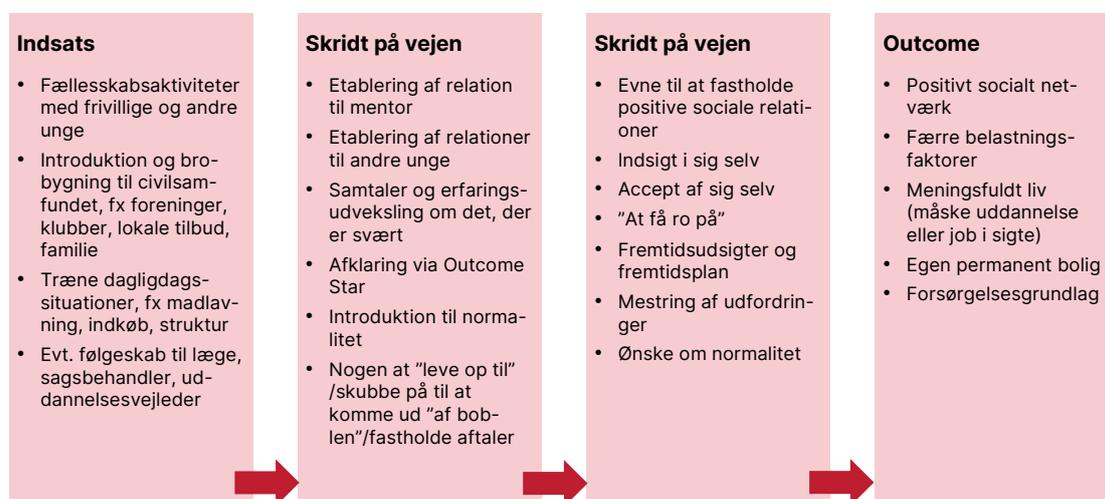 Indsats
• Fællesskabsaktiviteter
med frivillige og andre
unge
• Introduktion og bro-
bygning til civilsam-
fundet, fx foreninger,
klubber, lokale tilbud,
familie
• Træne dagligdags-
situationer, fx madlav-
ning, indkøb, struktur
• Evt. følgeskab til læge,
sagsbehandler, ud-
dannelsesvejleder
Skridt på vejen
• Etablering af relation
til mentor
• Etablering af relationer
til andre unge
• Samtaler og erfarings-
udveksling om det, der
er svært
• Afklaring via Outcome
Star
• Introduktion til norma-
litet
• Nogen at ”leve op til”
/skubbe på til at
komme ud ”af bob-
len”/fastholde aftaler
Skridt på vejen
• Evne til at fastholde
positive sociale relati-
oner
• Indsigt i sig selv
• Accept af sig selv
• ”At få ro på”
• Fremtidsudsigter og
fremtidsplan
• Mestring af udfordrin-
ger
• Ønske om normalitet
Outcome
• Positivt socialt net-
værk
• Færre belastnings-
faktorer
• Meningsfuldt liv
(måske uddannelse
eller job i sigte)
• Egen permanent bolig
• Forsørgelsesgrundlag